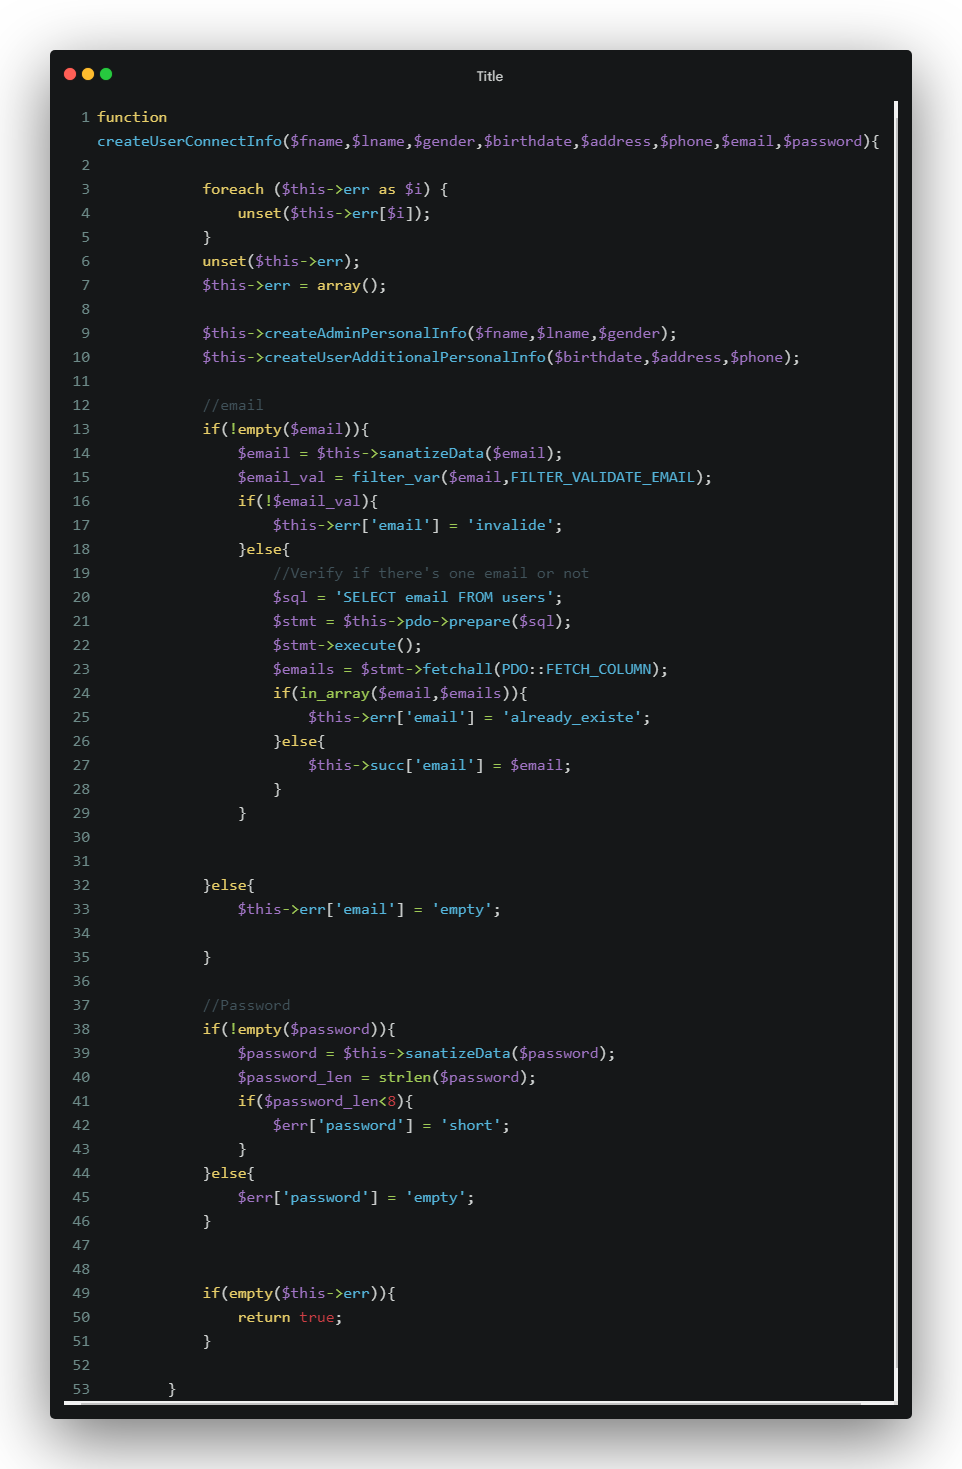 Title
1 function
createUserConnectInfo($fname,$lname,$gender,$birthdate,$address,$phone,$email,$password){
2
3 foreach ($this->err as $i) {
4 unset($this->err[$i]);
5 }
6 unset($this->err);
7 $this->err = array();
8
9 $this->createAdminPersonalInfo($fname,$lname,$gender);
10 $this->createUserAdditionalPersonalInfo($birthdate,$address,$phone);
11
12 //email
13 if(!empty($email)){
14 $email = $this->sanatizeData($email);
15 $email_val = filter_var($email,FILTER_VALIDATE_EMAIL);
16 if(!$email_val){
17 $this->err['email'] = 'invalide';
18 }else{
19 //Verify if there's one email or not
20 $sql = 'SELECT email FROM users';
21 $stmt = $this->pdo->prepare($sql);
22 $stmt->execute();
23 $emails = $stmt->fetchall(PDO::FETCH_COLUMN);
24 if(in_array($email,$emails)){
25 $this->err['email'] = 'already_existe';
26 }else{
27 $this->succ['email'] = $email;
28 }
29 }
30
31
32 }else{
33 $this->err['email'] = 'empty';
34
35 }
36
37 //Password
38 if(!empty($password)){
39 $password = $this->sanatizeData($password);
40 $password_len = strlen($password);
41 if($password_len<8){
42 $err['password'] = 'short';
43 }
44 }else{
45 $err['password'] = 'empty';
46 }
47
48
49 if(empty($this->err)){
50 return true;
51 }
52
53 }